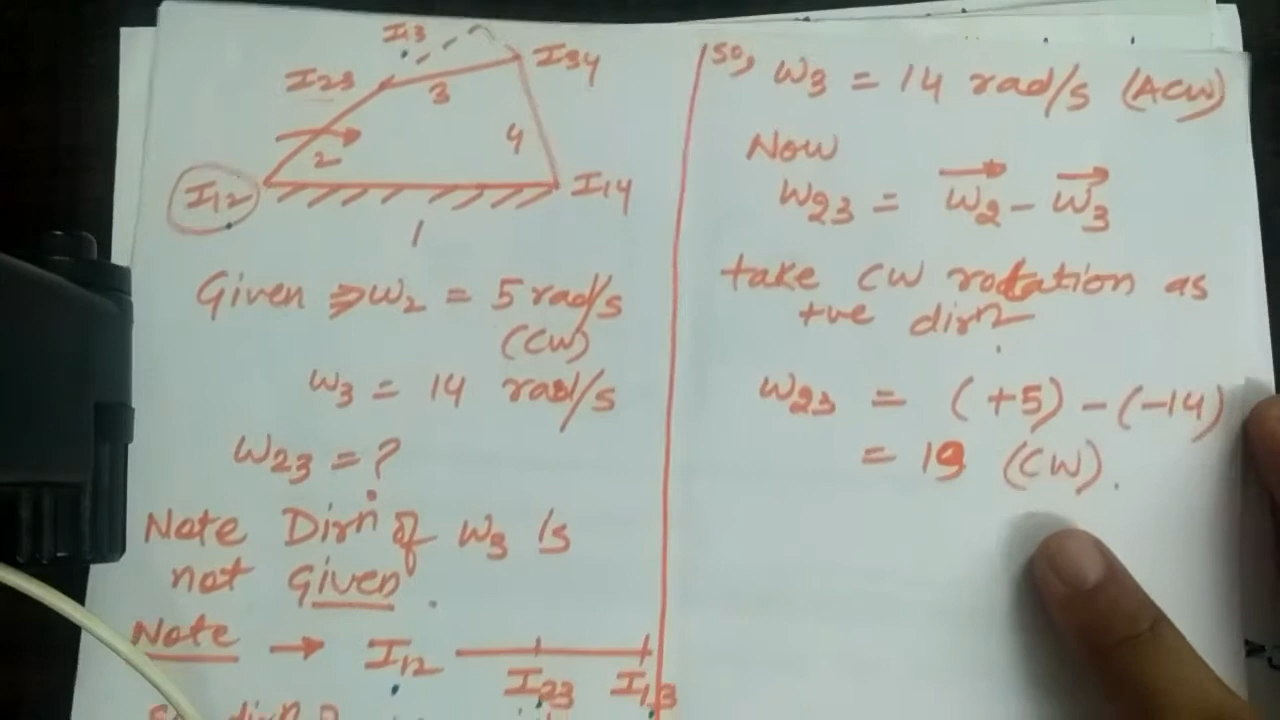 I13
I34
I23
3
4
2
I12
I14
1
Given ⇒ ω2 = 5 rad/s
(CW)
ω3 = 14 rad/s
ω23 = ?
Note Dirn of ω3 is
not Given.
Note → I12
I23 I13
so, ω3 = 14 rad/s (ACW)
Now
ω23 = ω2 - ω3
take CW rotation as
+ve dirn
ω23 = (+5) - (-14)
= 19 (CW).